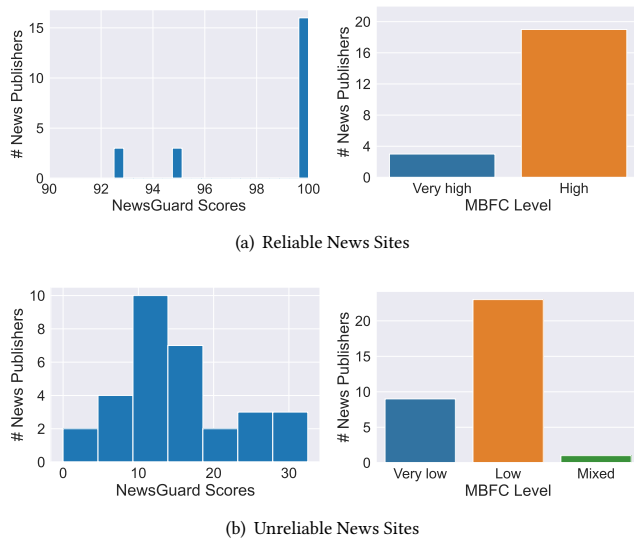 15
10
5
0
# News Publishers
90 92 94 96 98 100
NewsGuard Scores
20
16
12
8
4
0
# News Publishers
Very high High
MBFC Level
(a) Reliable News Sites
10
8
6
4
2
0
# News Publishers
0 10 20 30
NewsGuard Scores
20
15
10
5
0
# News Publishers
Very low Low Mixed
MBFC Level
(b) Unreliable News Sites